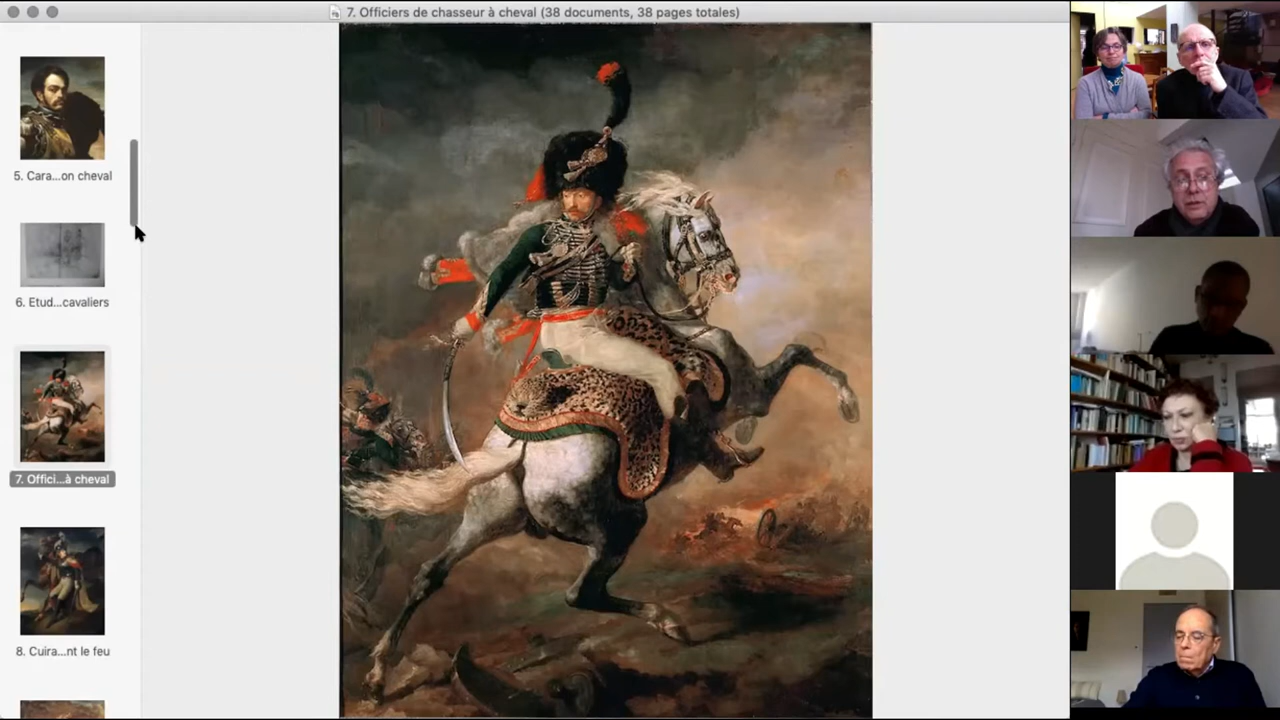 7. Officiers de chasseur à cheval (38 documents, 38 pages totales)
5. Cara...on cheval
6. Etud...cavaliers
7. Offici...à cheval
8. Cuira...nt le feu